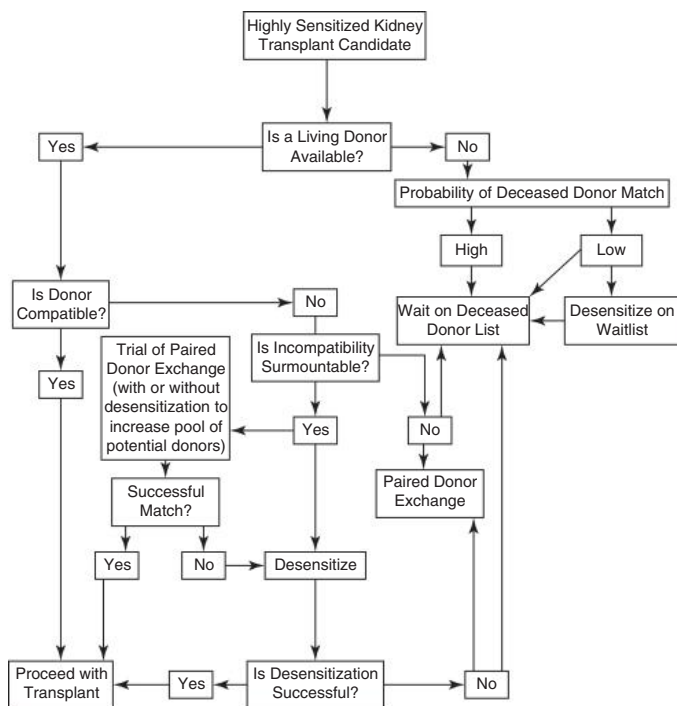 Highly Sensitized Kidney
Transplant Candidate
Is a Living Donor
Available?
Yes
No
Probability of Deceased Donor Match
High
Low
Is Donor
Compatible?
No
Wait on Deceased
Donor List
Desensitize on
Waitlist
Is Incompatibility
Surmountable?
Trial of Paired
Donor Exchange
(with or without
desensitization to
increase pool of
potential donors)
Yes
Yes
No
Paired Donor
Exchange
Successful
Match?
Yes
No
Desensitize
Proceed with
Transplant
Yes
Is Desensitization
Successful?
No